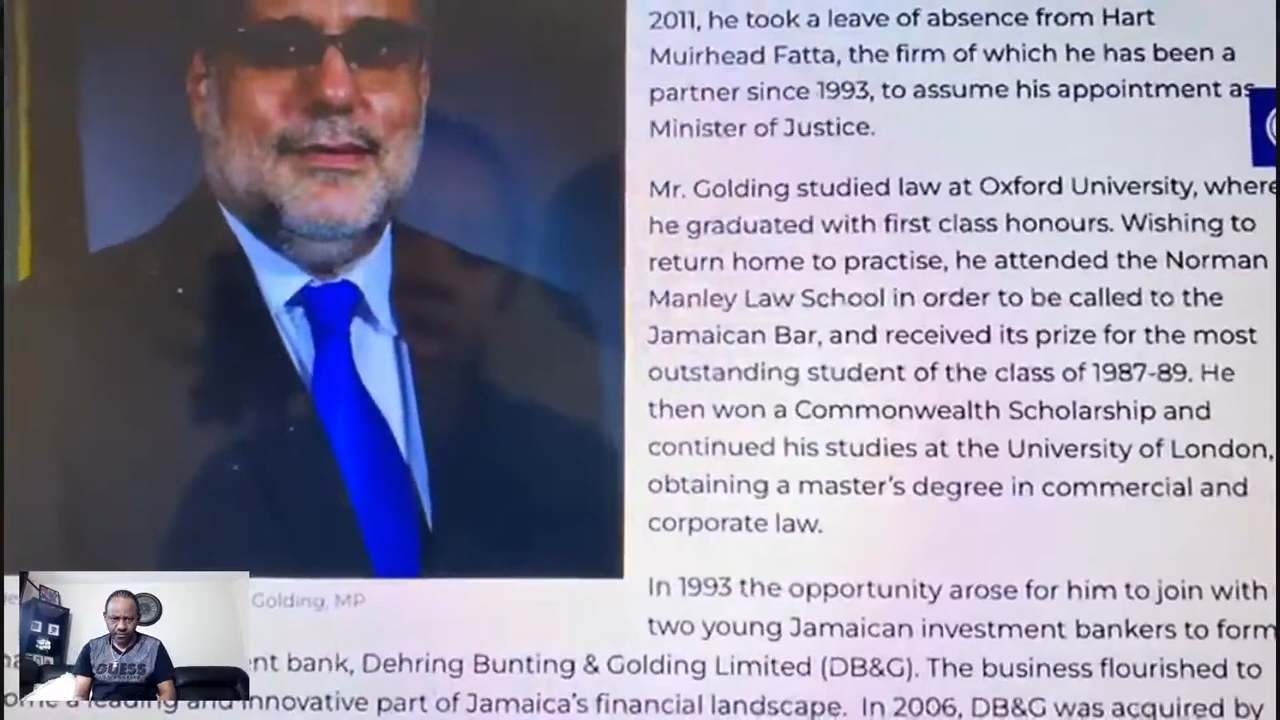 2011, he took a leave of absence from Hart
Muirhead Fatta, the firm of which he has been a
partner since 1993, to assume his appointment as
Minister of Justice.
Mr. Golding studied law at Oxford University, where
he graduated with first class honours. Wishing to
return home to practise, he attended the Norman
Manley Law School in order to be called to the
Jamaican Bar, and received its prize for the most
outstanding student of the class of 1987-89. He
then won a Commonwealth Scholarship and
continued his studies at the University of London,
obtaining a master's degree in commercial and
corporate law.
Golding, MP
In 1993 the opportunity arose for him to join with
two young Jamaican investment bankers to form
bank, Dehring Bunting & Golding Limited (DB&G). The business flourished to
a leading and innovative part of Jamaica's financial landscape. In 2006, DB&G was acquired by
GUESS